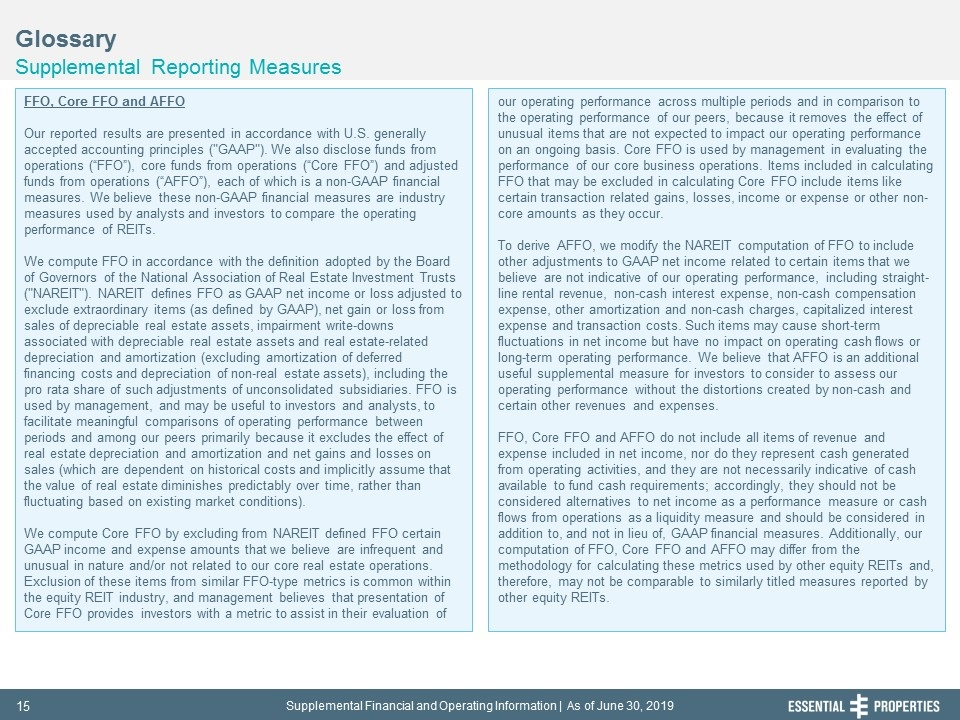 Glossary
Supplemental Reporting Measures
FFO, Core FFO and AFFO
Our reported results are presented in accordance with U.S. generally
accepted accounting principles ("GAAP"). We also disclose funds from
operations (“FFO”), core funds from operations (“Core FFO”) and adjusted
funds from operations (“AFFO”), each of which is a non-GAAP financial
measures. We believe these non-GAAP financial measures are industry
measures used by analysts and investors to compare the operating
performance of REITs.
We compute FFO in accordance with the definition adopted by the Board
of Governors of the National Association of Real Estate Investment Trusts
("NAREIT"). NAREIT defines FFO as GAAP net income or loss adjusted to
exclude extraordinary items (as defined by GAAP), net gain or loss from
sales of depreciable real estate assets, impairment write-downs
associated with depreciable real estate assets and real estate-related
depreciation and amortization (excluding amortization of deferred
financing costs and depreciation of non-real estate assets), including the
pro rata share of such adjustments of unconsolidated subsidiaries. FFO is
used by management, and may be useful to investors and analysts, to
facilitate meaningful comparisons of operating performance between
periods and among our peers primarily because it excludes the effect of
real estate depreciation and amortization and net gains and losses on
sales (which are dependent on historical costs and implicitly assume that
the value of real estate diminishes predictably over time, rather than
fluctuating based on existing market conditions).
We compute Core FFO by excluding from NAREIT defined FFO certain
GAAP income and expense amounts that we believe are infrequent and
unusual in nature and/or not related to our core real estate operations.
Exclusion of these items from similar FFO-type metrics is common within
the equity REIT industry, and management believes that presentation of
Core FFO provides investors with a metric to assist in their evaluation of
our operating performance across multiple periods and in comparison to
the operating performance of our peers, because it removes the effect of
unusual items that are not expected to impact our operating performance
on an ongoing basis. Core FFO is used by management in evaluating the
performance of our core business operations. Items included in calculating
FFO that may be excluded in calculating Core FFO include items like
certain transaction related gains, losses, income or expense or other non-
core amounts as they occur.
To derive AFFO, we modify the NAREIT computation of FFO to include
other adjustments to GAAP net income related to certain items that we
believe are not indicative of our operating performance, including straight-
line rental revenue, non-cash interest expense, non-cash compensation
expense, other amortization and non-cash charges, capitalized interest
expense and transaction costs. Such items may cause short-term
fluctuations in net income but have no impact on operating cash flows or
long-term operating performance. We believe that AFFO is an additional
useful supplemental measure for investors to consider to assess our
operating performance without the distortions created by non-cash and
certain other revenues and expenses.
FFO, Core FFO and AFFO do not include all items of revenue and
expense included in net income, nor do they represent cash generated
from operating activities, and they are not necessarily indicative of cash
available to fund cash requirements; accordingly, they should not be
considered alternatives to net income as a performance measure or cash
flows from operations as a liquidity measure and should be considered in
addition to, and not in lieu of, GAAP financial measures. Additionally, our
computation of FFO, Core FFO and AFFO may differ from the
methodology for calculating these metrics used by other equity REITs and,
therefore, may not be comparable to similarly titled measures reported by
other equity REITs.
15
Supplemental Financial and Operating Information | As of June 30, 2019
ESSENTIAL PROPERTIES